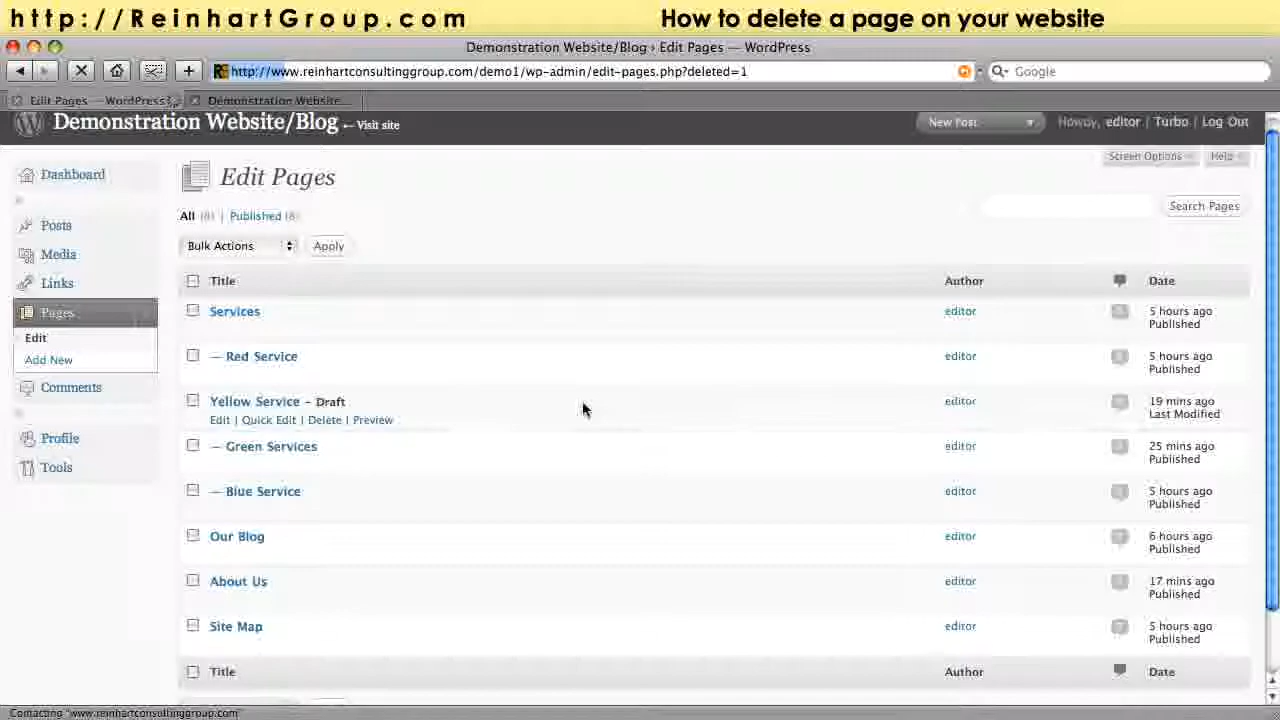 http://ReinhartGroup.com
How to delete a page on your website
Demonstration Website/Blog › Edit Pages — WordPress
http://www.reinhartconsultinggroup.com/demo1/wp-admin/edit-pages.php?deleted=1
Google
Edit Pages — WordPress
Demonstration Website...
Demonstration Website/Blog
← Visit site
New Post
Howdy, editor | Turbo | Log Out
Screen Options
Help
Dashboard
Posts
Media
Links
Pages
Edit
Add New
Comments
Profile
Tools
Edit Pages
All | Published (8)
Search Pages
Bulk Actions
Apply
Title Author Date
Services editor 5 hours ago
Published
— Red Service editor 5 hours ago
Published
Yellow Service – Draft editor 19 mins ago
Last Modified
Edit | Quick Edit | Delete | Preview
— Green Services editor 25 mins ago
Published
— Blue Service editor 5 hours ago
Published
Our Blog editor 6 hours ago
Published
About Us editor 17 mins ago
Published
Site Map editor 5 hours ago
Published
Title Author Date
Contacting "www.reinhartconsultinggroup.com"